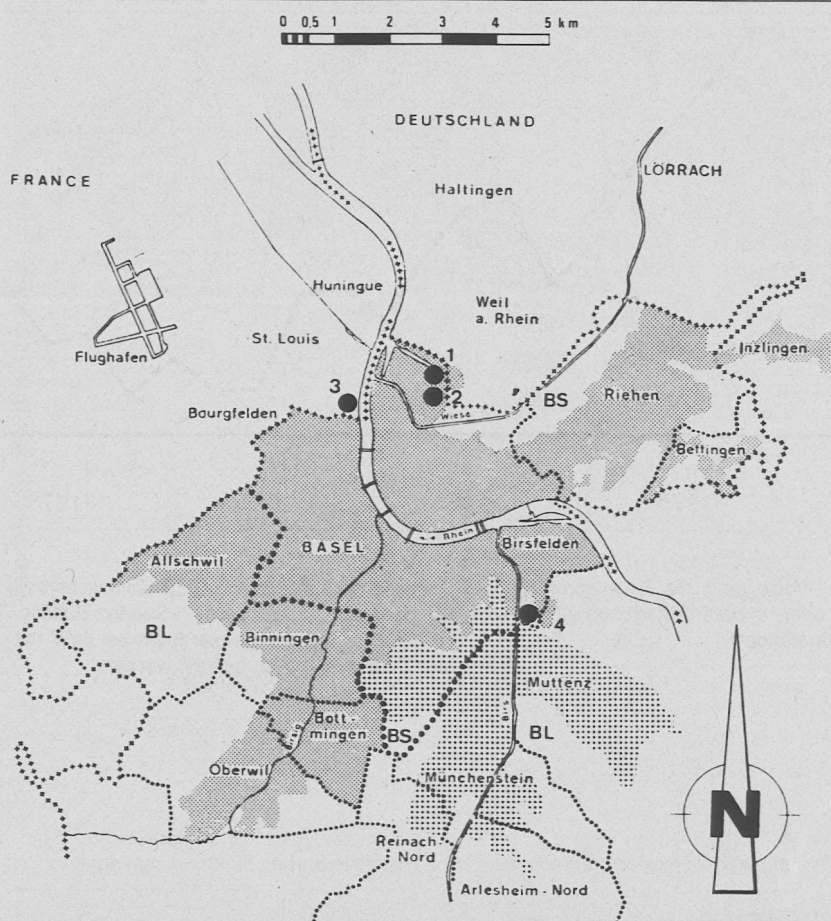 0 0,5 1 2 3 4 5 km
DEUTSCHLAND
FRANCE
LÖRRACH
Haltingen
Huningue
Weil
a. Rhein
St. Louis
Flughafen
Inzlingen
1
2
3
BS
Riehen
Wiese
Bourgfelden
Bettingen
Rhein
BASEL
Birsfelden
Allschwil
4
BL
Binningen
Muttenz
Bott-
mingen
Birs
BS
BL
Birsig
Oberwil
Münchenstein
N
Reinach-
Nord
Arlesheim-Nord